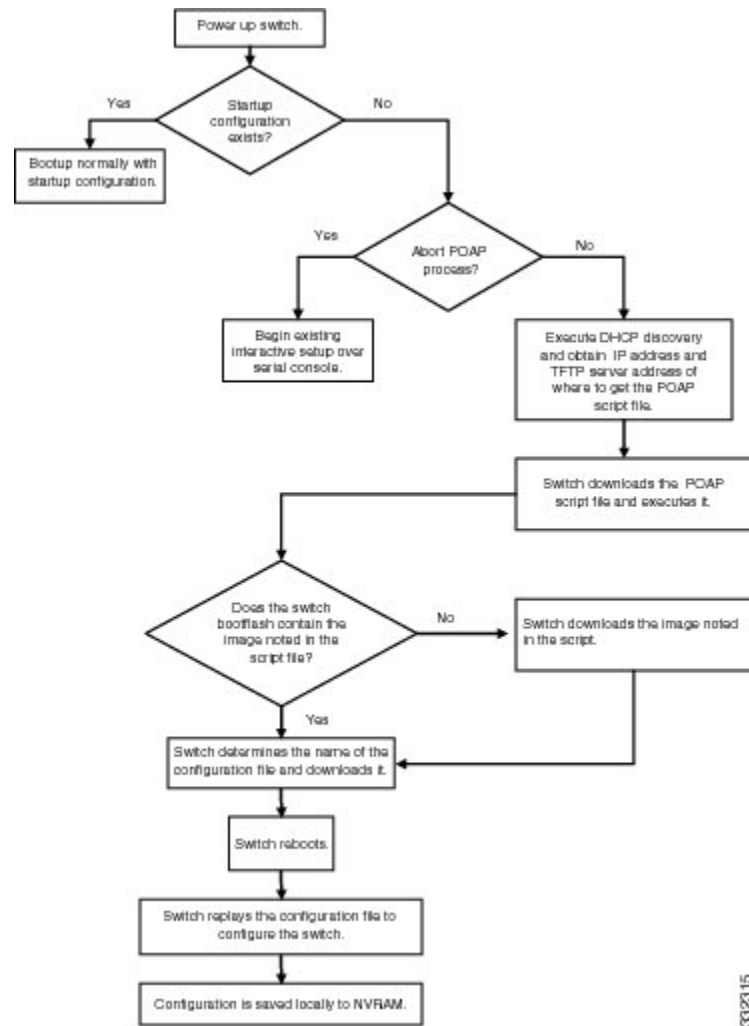 Power up switch.
Yes
Startup
configuration
exists?
No
Bootup normally with
startup configuration.
Yes
Abort POAP
process?
No
Begin existing
interactive setup over
serial console.
Execute DHCP discovery
and obtain IP address and
TFTP server address of
where to get the POAP
script file.
Switch downloads the POAP
script file and executes it.
Does the switch
bootflash contain the
image noted in the
script file?
No
Switch downloads the image noted
in the script.
Yes
Switch determines the name of the
configuration file and downloads it.
Switch reboots.
Switch replays the configuration file to
configure the switch.
Configuration is saved locally to NVRAM.
332315